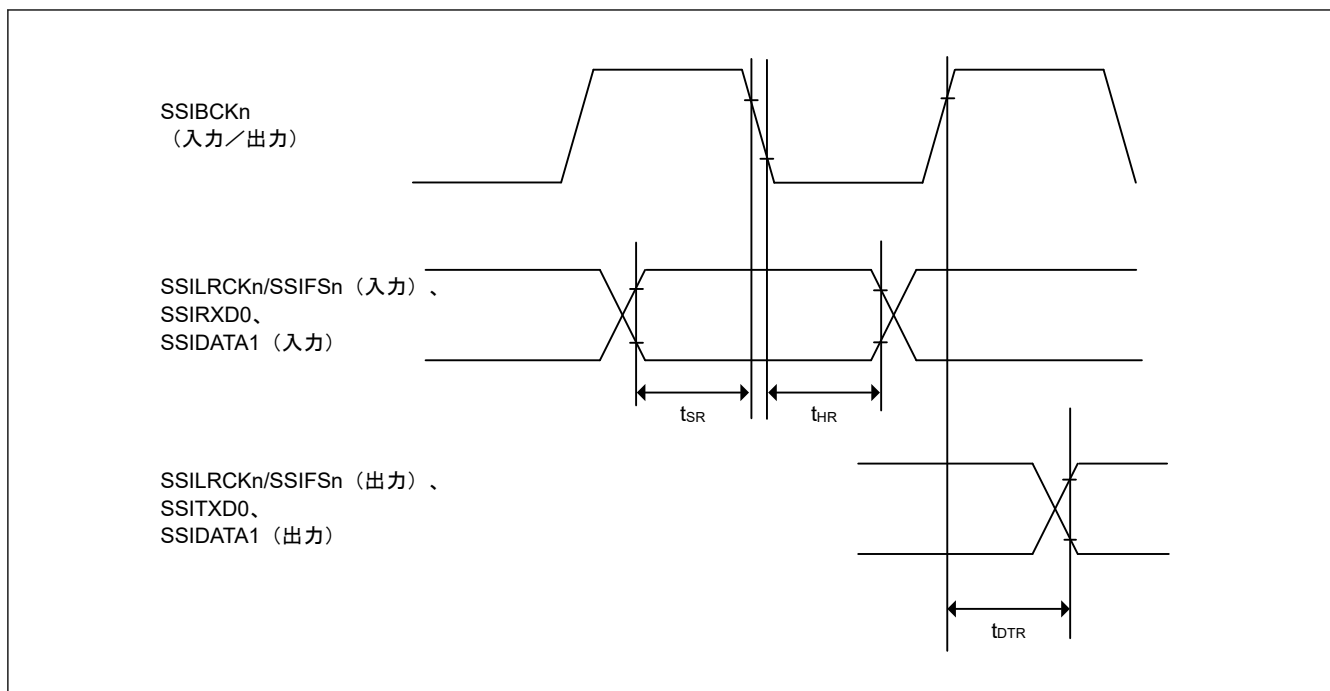 SSIBCKn
（入力／出力）
SSILRCKn/SSIFSn（入力）、
SSIRXD0、
SSIDATA1（入力）
tSR
tHR
SSILRCKn/SSIFSn（出力）、
SSITXD0、
SSIDATA1（出力）
tDTR